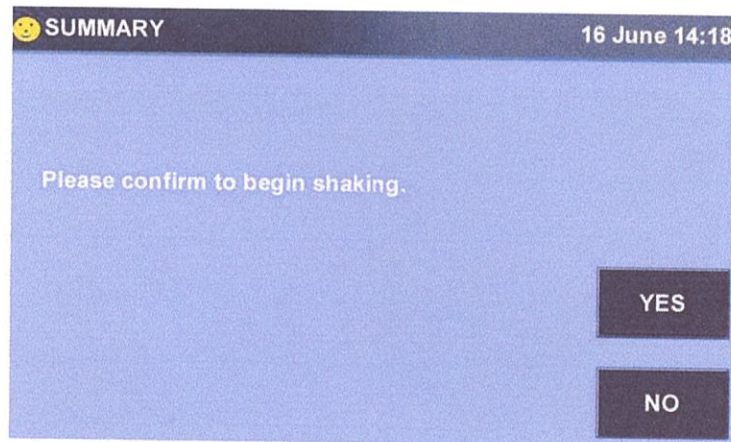 SUMMARY
16 June 14:18
Please confirm to begin shaking.
YES
NO